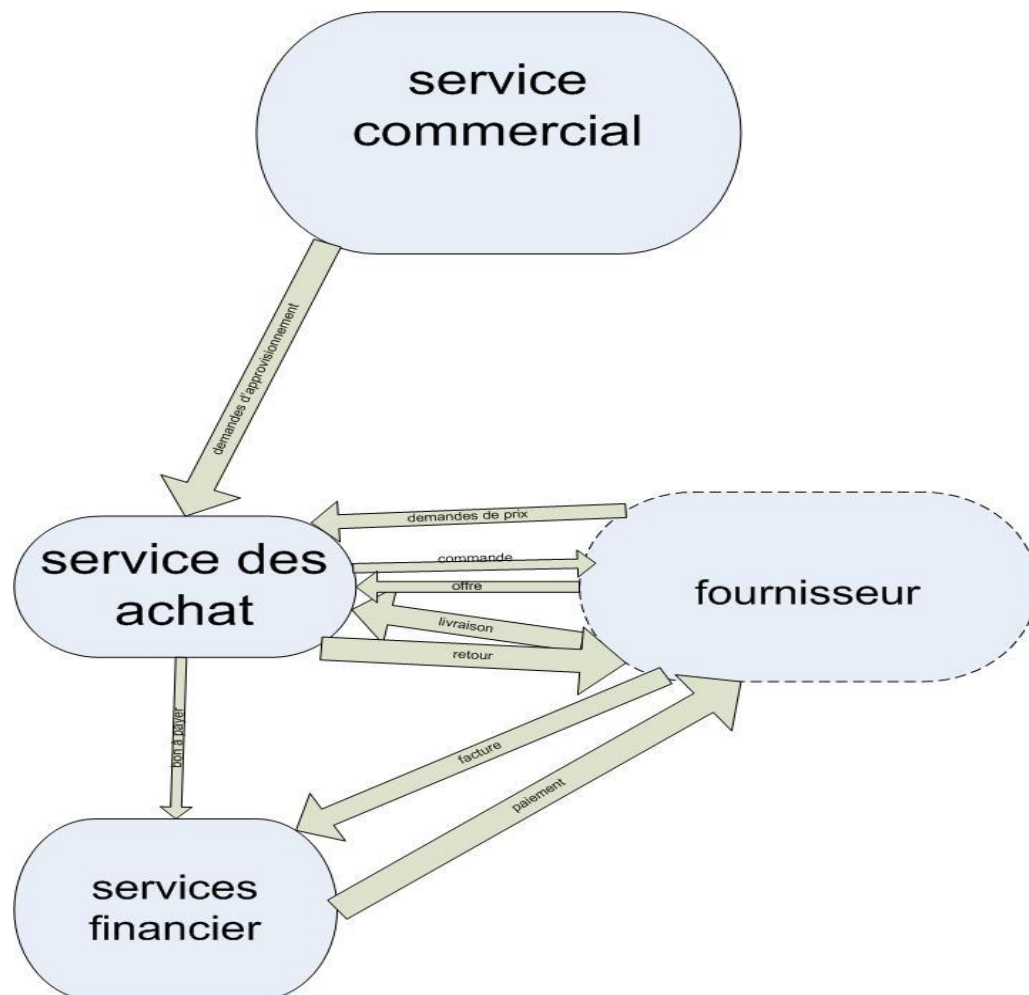 service
commercial
demandes d'approvisionnement
demandes de prix
service des
achat
commande
offre
fournisseur
livraison
retour
bon à payer
facture
paiement
services
financier